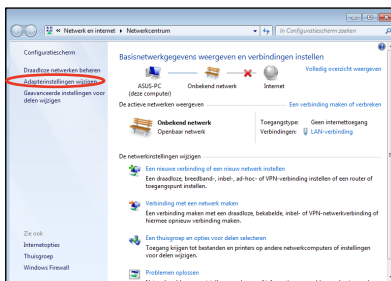 Netwerk en internet
Netwerkcentrum
In Configuratiescherm zoeken
Configuratiescherm
Draadloze netwerken beheren
Adapterinstellingen wijzigen
Geavanceerde instellingen voor
delen wijzigen
Basisnetwerkgegevens weergeven en verbindingen instellen
Volledig overzicht weergeven
ASUS-PC
(deze computer)
Onbekend netwerk
Internet
De actieve netwerken weergeven
Een verbinding maken of verbreken
Onbekend netwerk
Openbaar netwerk
Toegangstype: Geen internettoegang
Verbindingen: LAN-verbinding
De netwerkinstellingen wijzigen
Een nieuwe verbinding of een nieuw netwerk instellen
Een draadloze, breedband-, inbel-, ad-hoc- of VPN-verbinding instellen of een router of
toegangspunt instellen.
Verbinding met een netwerk maken
Een verbinding maken met een draadloze, bekabelde, inbel- of VPN-netwerkverbinding of
hiermee opnieuw verbinding maken.
Een thuisgroep en opties voor delen selecteren
Toegang krijgen tot bestanden en printers op andere netwerkcomputers of instellingen
voor delen wijzigen.
Problemen oplossen
Zie ook
Internetopties
Thuisgroep
Windows Firewall